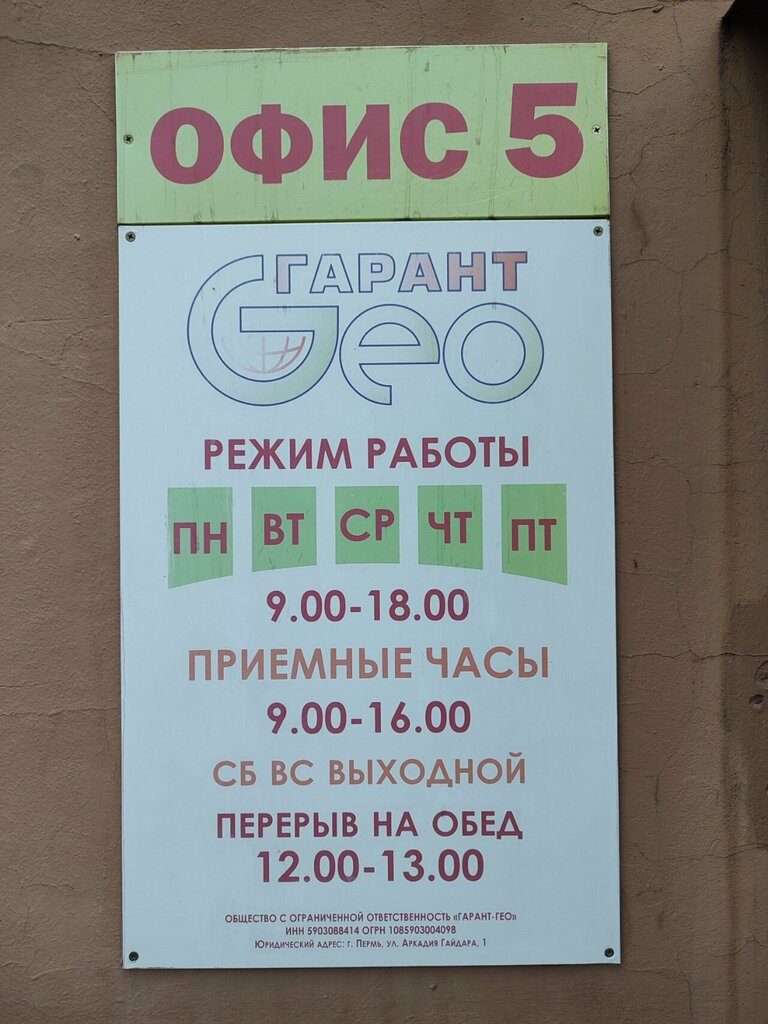 ОФИС 5
ГАРАНТ
Gео
РЕЖИМ РАБОТЫ
ПН ВТ СР ЧТ ПТ
9.00-18.00
ПРИЕМНЫЕ ЧАСЫ
9.00-16.00
СБ ВС ВЫХОДНОЙ
ПЕРЕРЫВ НА ОБЕД
12.00-13.00
ОБЩЕСТВО С ОГРАНИЧЕННОЙ ОТВЕТСТВЕННОСТЬЮ «ГАРАНТ-ГЕО»
ИНН 5903088414 ОГРН 1085903004098
Юридический адрес: г. Пермь, ул. Аркадия Гайдара, 1